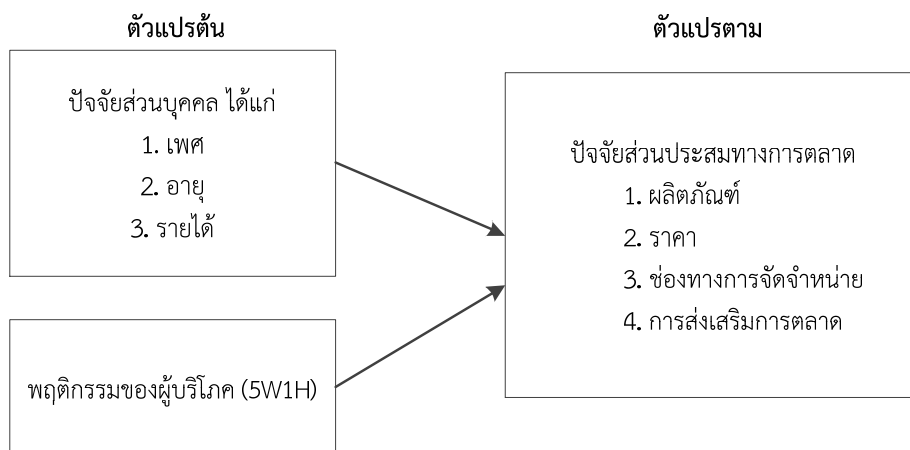 ตัวแปรต้น
ปัจจัยส่วนบุคคล ได้แก่
1. เพศ
2. อายุ
3. รายได้
พฤติกรรมของผู้บริโภค (5W1H)
ตัวแปรตาม
ปัจจัยส่วนประสมทางการตลาด
1. ผลิตภัณฑ์
2. ราคา
3. ช่องทางการจัดจำหน่าย
4. การส่งเสริมการตลาด